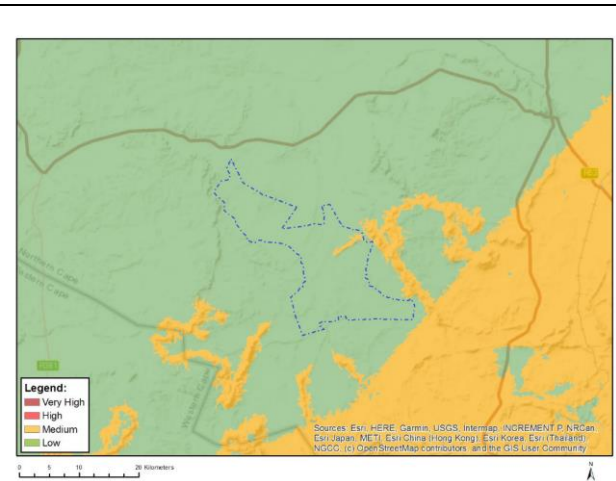 Northern Cape
Western Cape
Western Cape
Legend:
Very High
High
Medium
Low
Sources: Esri, HERE, Garmin, USGS, Intermap, INCREMENT P, NRCan,
Esri Japan, METI, Esri China (Hong Kong), Esri Korea, Esri (Thailand),
NGCC, (c) OpenStreetMap contributors, and the GIS User Community
0 5 10 20 Kilometers
N